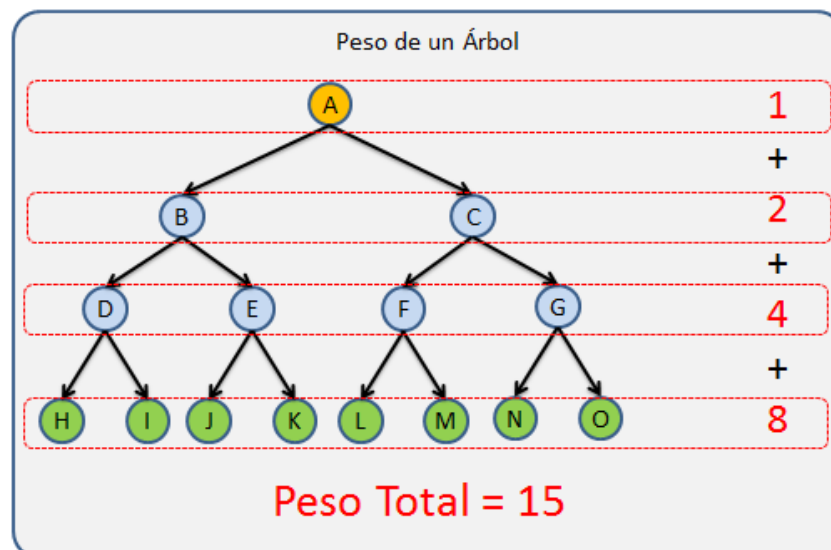 Peso de un Árbol
A 1
+
B C 2
+
D E F G 4
+
H I J K L M N O 8
Peso Total = 15